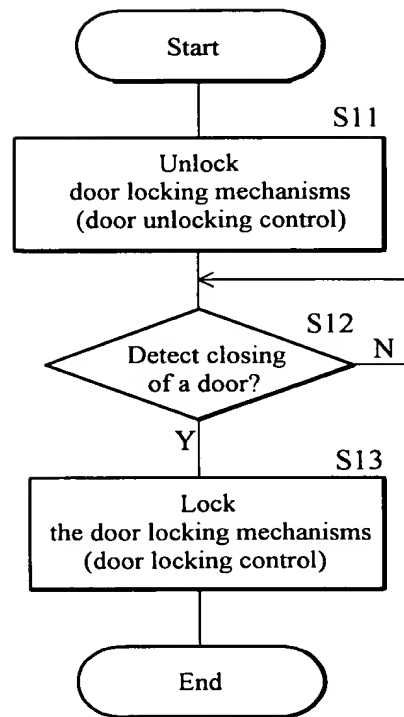 Start
S11
Unlock
door locking mechanisms
(door unlocking control)
S12
Detect closing
of a door?
N
Y
S13
Lock
the door locking mechanisms
(door locking control)
End